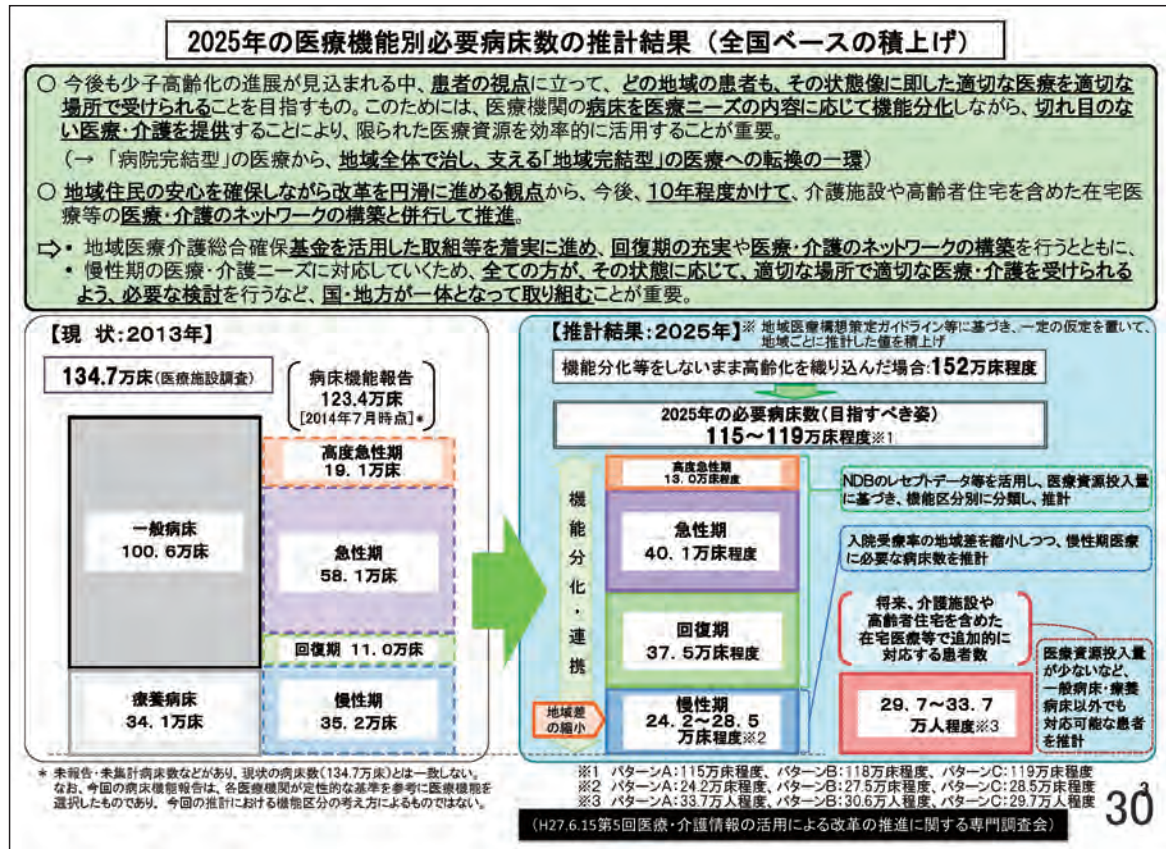 2025年の医療機能別必要病床数の推計結果（全国ベースの積上げ）
○ 今後も少子高齢化の進展が見込まれる中、患者の視点に立って、どの地域の患者も、その状態像に即した適切な医療を適切な
場所で受けられることを目指すもの。このためには、医療機関の病床を医療ニーズの内容に応じて機能分化しながら、切れ目の
ない医療・介護を提供することにより、限られた医療資源を効率的に活用することが重要。
（→ 「病院完結型」の医療から、地域全体で治し、支える「地域完結型」の医療への転換の一環）
○ 地域住民の安心を確保しながら改革を円滑に進める観点から、今後、10年程度かけて、介護施設や高齢者住宅を含めた在宅医
療等の医療・介護のネットワークの構築と併行して推進。
⇨・ 地域医療介護総合確保基金を活用した取組等を着実に進め、回復期の充実や医療・介護のネットワークの構築を行うとともに、
・ 慢性期の医療・介護ニーズに対応していくため、全ての方が、その状態に応じて、適切な場所で適切な医療・介護を受けられる
よう、必要な検討を行うなど、国・地方が一体となって取り組むことが重要。
【現 状：2013年】
134.7万床（医療施設調査）
病床機能報告
123.4万床
[2014年7月時点]＊
高度急性期
19.1万床
一般病床
100.6万床
急性期
58.1万床
回復期 11.0万床
療養病床
34.1万床
慢性期
35.2万床
＊ 未報告・未集計病床数などがあり、現状の病床数（134.7万床）とは一致しない。
なお、今回の病床機能報告は、各医療機関が定性的な基準を参考に医療機能を
選択したものであり、今回の推計における機能区分の考え方によるものではない。
【推計結果：2025年】※ 地域医療構想策定ガイドライン等に基づき、一定の仮定を置いて、
地域ごとに推計した値を積上げ
機能分化等をしないまま高齢化を織り込んだ場合：152万床程度
2025年の必要病床数（目指すべき姿）
115～119万床程度※1
機能分化・連携
地域差
の縮小
高度急性期
13.0万床程度
急性期
40.1万床程度
回復期
37.5万床程度
慢性期
24.2～28.5
万床程度※2
NDBのレセプトデータ等を活用し、医療資源投入量
に基づき、機能区分別に分類し、推計
入院受療率の地域差を縮小しつつ、慢性期医療
に必要な病床数を推計
将来、介護施設や
高齢者住宅を含めた
在宅医療等で追加的に
対応する患者数
29.7～33.7
万人程度※3
医療資源投入量
が少ないなど、
一般病床・療養
病床以外でも
対応可能な患者
を推計
※1 パターンA：115万床程度、パターンB：118万床程度、パターンC：119万床程度
※2 パターンA：24.2万床程度、パターンB：27.5万床程度、パターンC：28.5万床程度
※3 パターンA：33.7万人程度、パターンB：30.6万人程度、パターンC：29.7万人程度
（H27.6.15第5回医療・介護情報の活用による改革の推進に関する専門調査会）
3
30